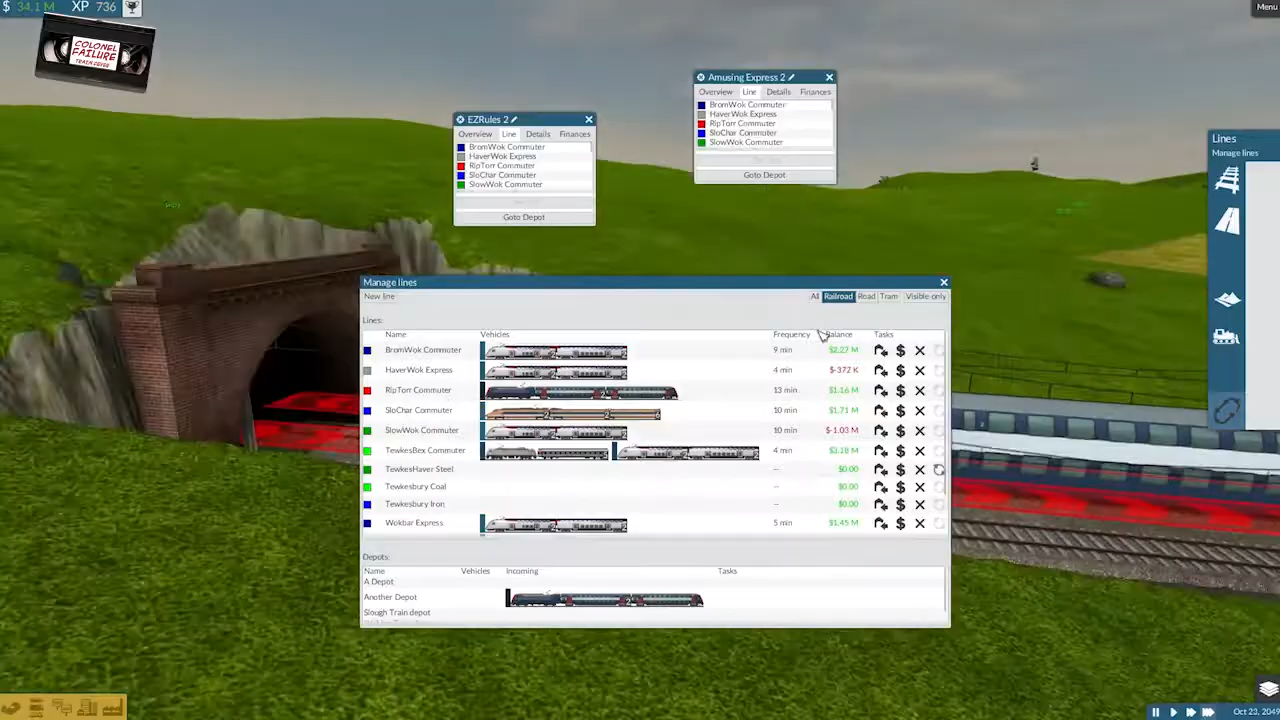 $ 34.1 M XP 736
Menu
COLONEL
FAILURE
Amusing Express 2
Overview Line Details Finances
BromWok Commuter
HaverWok Express
RipTorr Commuter
SloChar Commuter
SlowWok Commuter
Goto Depot
EZRules 2
Overview Line Details Finances
BromWok Commuter
HaverWok Express
RipTorr Commuter
SloChar Commuter
SlowWok Commuter
Goto Depot
Lines
Manage lines
Manage lines
New line All Railroad Road Tram Visible only
Lines:
Name Vehicles Frequency Balance Tasks
BromWok Commuter 9 min $2.27 M
HaverWok Express 4 min $-372 K
RipTorr Commuter 2 13 min $1.16 M
SloChar Commuter 2 2 2 10 min $1.71 M
SlowWok Commuter 10 min $-1.03 M
TewkesBex Commuter 4 min $3.18 M
TewkesHaver Steel -- $0.00
Tewkesbury Coal -- $0.00
Tewkesbury Iron -- $0.00
Wokbar Express 5 min $1.45 M
Depots:
Name Vehicles Incoming Tasks
A Depot
Another Depot 2
Slough Train depot
Oct 23, 2049